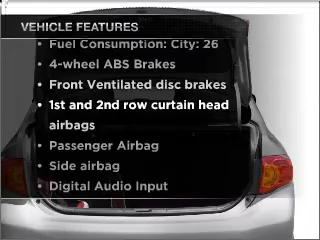 VEHICLE FEATURES
• Fuel Consumption: City: 26
• 4-wheel ABS Brakes
• Front Ventilated disc brakes
• 1st and 2nd row curtain head
airbags
• Passenger Airbag
• Side airbag
• Digital Audio Input